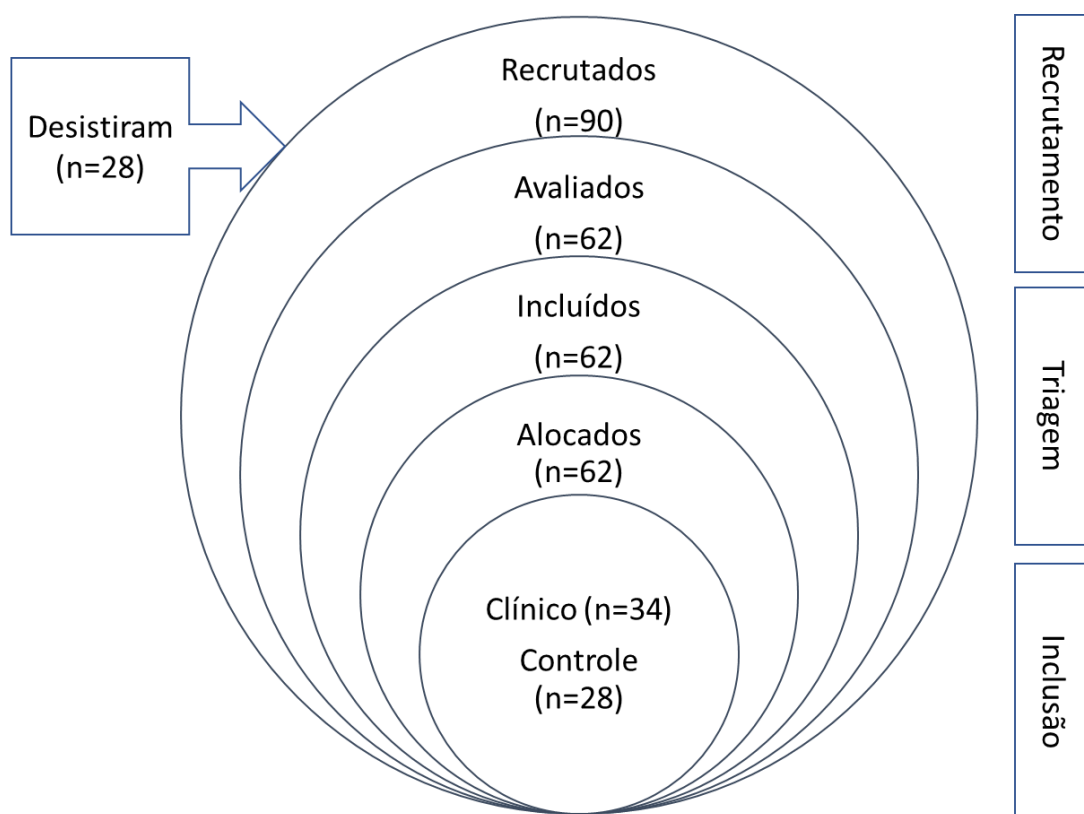 Desistiram
(n=28)
Recrutados
(n=90)
Avaliados
(n=62)
Incluídos
(n=62)
Alocados
(n=62)
Clínico (n=34)
Controle
(n=28)
Recrutamento
Triagem
Inclusão